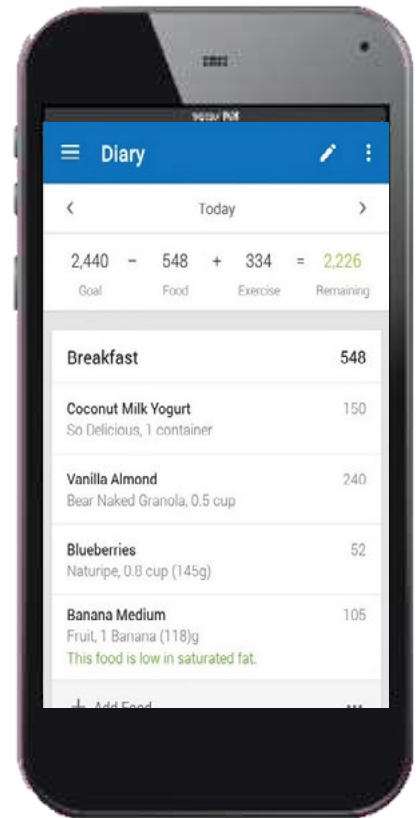 Diary
Today
2,440 - 548 + 334 = 2,226
Goal Food Exercise Remaining
Breakfast 548
Coconut Milk Yogurt 150
So Delicious, 1 container
Vanilla Almond 240
Bear Naked Granola, 0.5 cup
Blueberries 52
Naturipe, 0.8 cup (145g)
Banana Medium 105
Fruit, 1 Banana (118)g
This food is low in saturated fat.
+ Add Food